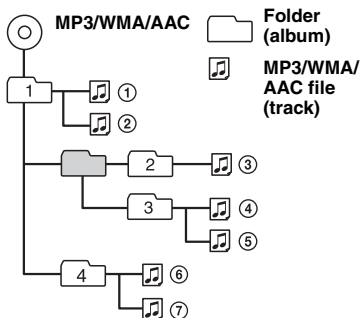 MP3/WMA/AAC
Folder
(album)
MP3/WMA/
AAC file
(track)
1
①
②
2
③
3
④
⑤
4
⑥
⑦